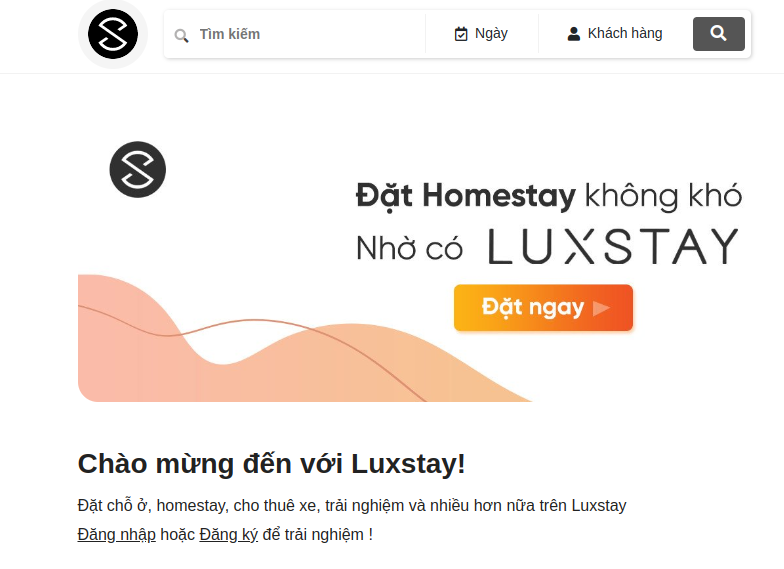 Tìm kiếm Ngày Khách hàng
Đặt Homestay không khó
Nhờ có LUXSTAY
Đặt ngay
Chào mừng đến với Luxstay!
Đặt chỗ ở, homestay, cho thuê xe, trải nghiệm và nhiều hơn nữa trên Luxstay
Đăng nhập hoặc Đăng ký để trải nghiệm !